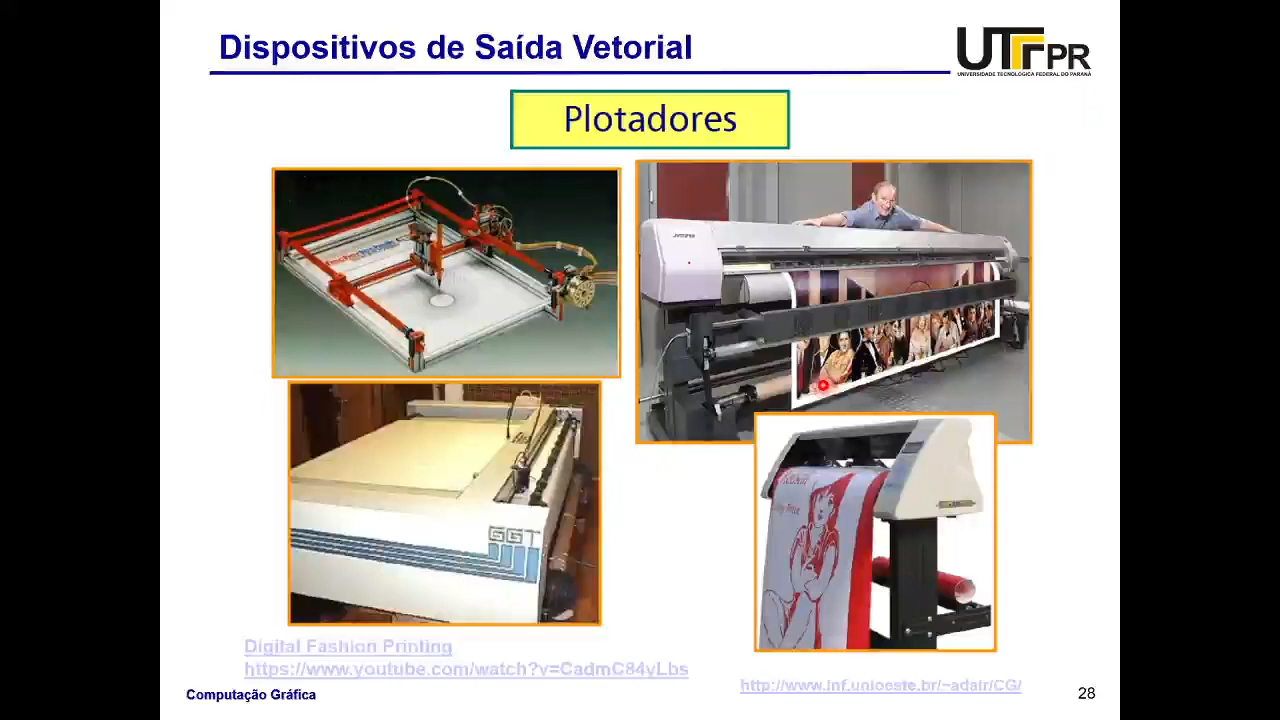 Dispositivos de Saída Vetorial
UTFPR
UNIVERSIDADE TECNOLÓGICA FEDERAL DO PARANÁ
Plotadores
GGT
Digital Fashion Printing
https://www.youtube.com/watch?v=CadmC84yLbs
http://www.inf.unioeste.br/~adair/CG/
Computação Gráfica
28